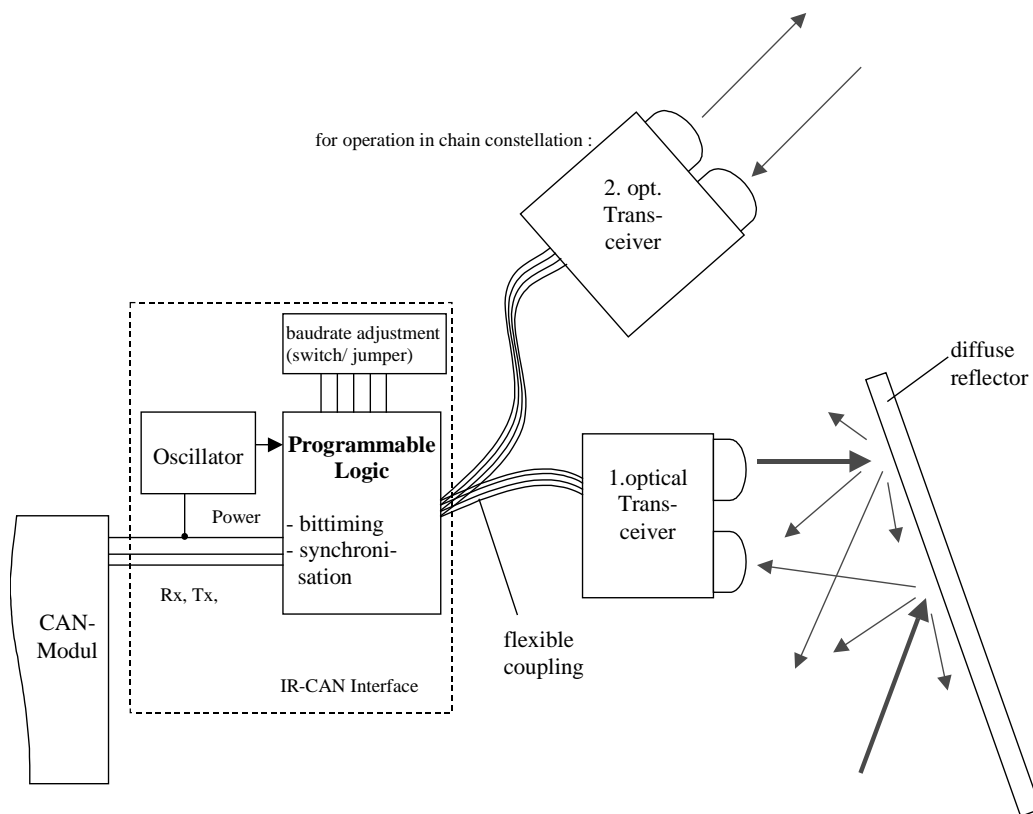 for operation in chain constellation :
2. opt.
Trans-
ceiver
baudrate adjustment
(switch/ jumper)
diffuse
reflector
Oscillator
Programmable
Logic
- bittiming
- synchroni-
sation
1.optical
Trans-
ceiver
Power
Rx, Tx,
CAN-
Modul
flexible
coupling
IR-CAN Interface